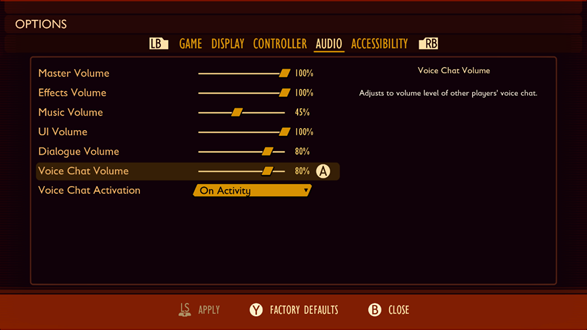 OPTIONS
LB GAME DISPLAY CONTROLLER AUDIO ACCESSIBILITY RB
Master Volume 100%
Effects Volume 100%
Music Volume 45%
UI Volume 100%
Dialogue Volume 80%
Voice Chat Volume 80% A
Voice Chat Activation On Activity
Voice Chat Volume
Adjusts to volume level of other players' voice chat.
LS APPLY Y FACTORY DEFAULTS B CLOSE